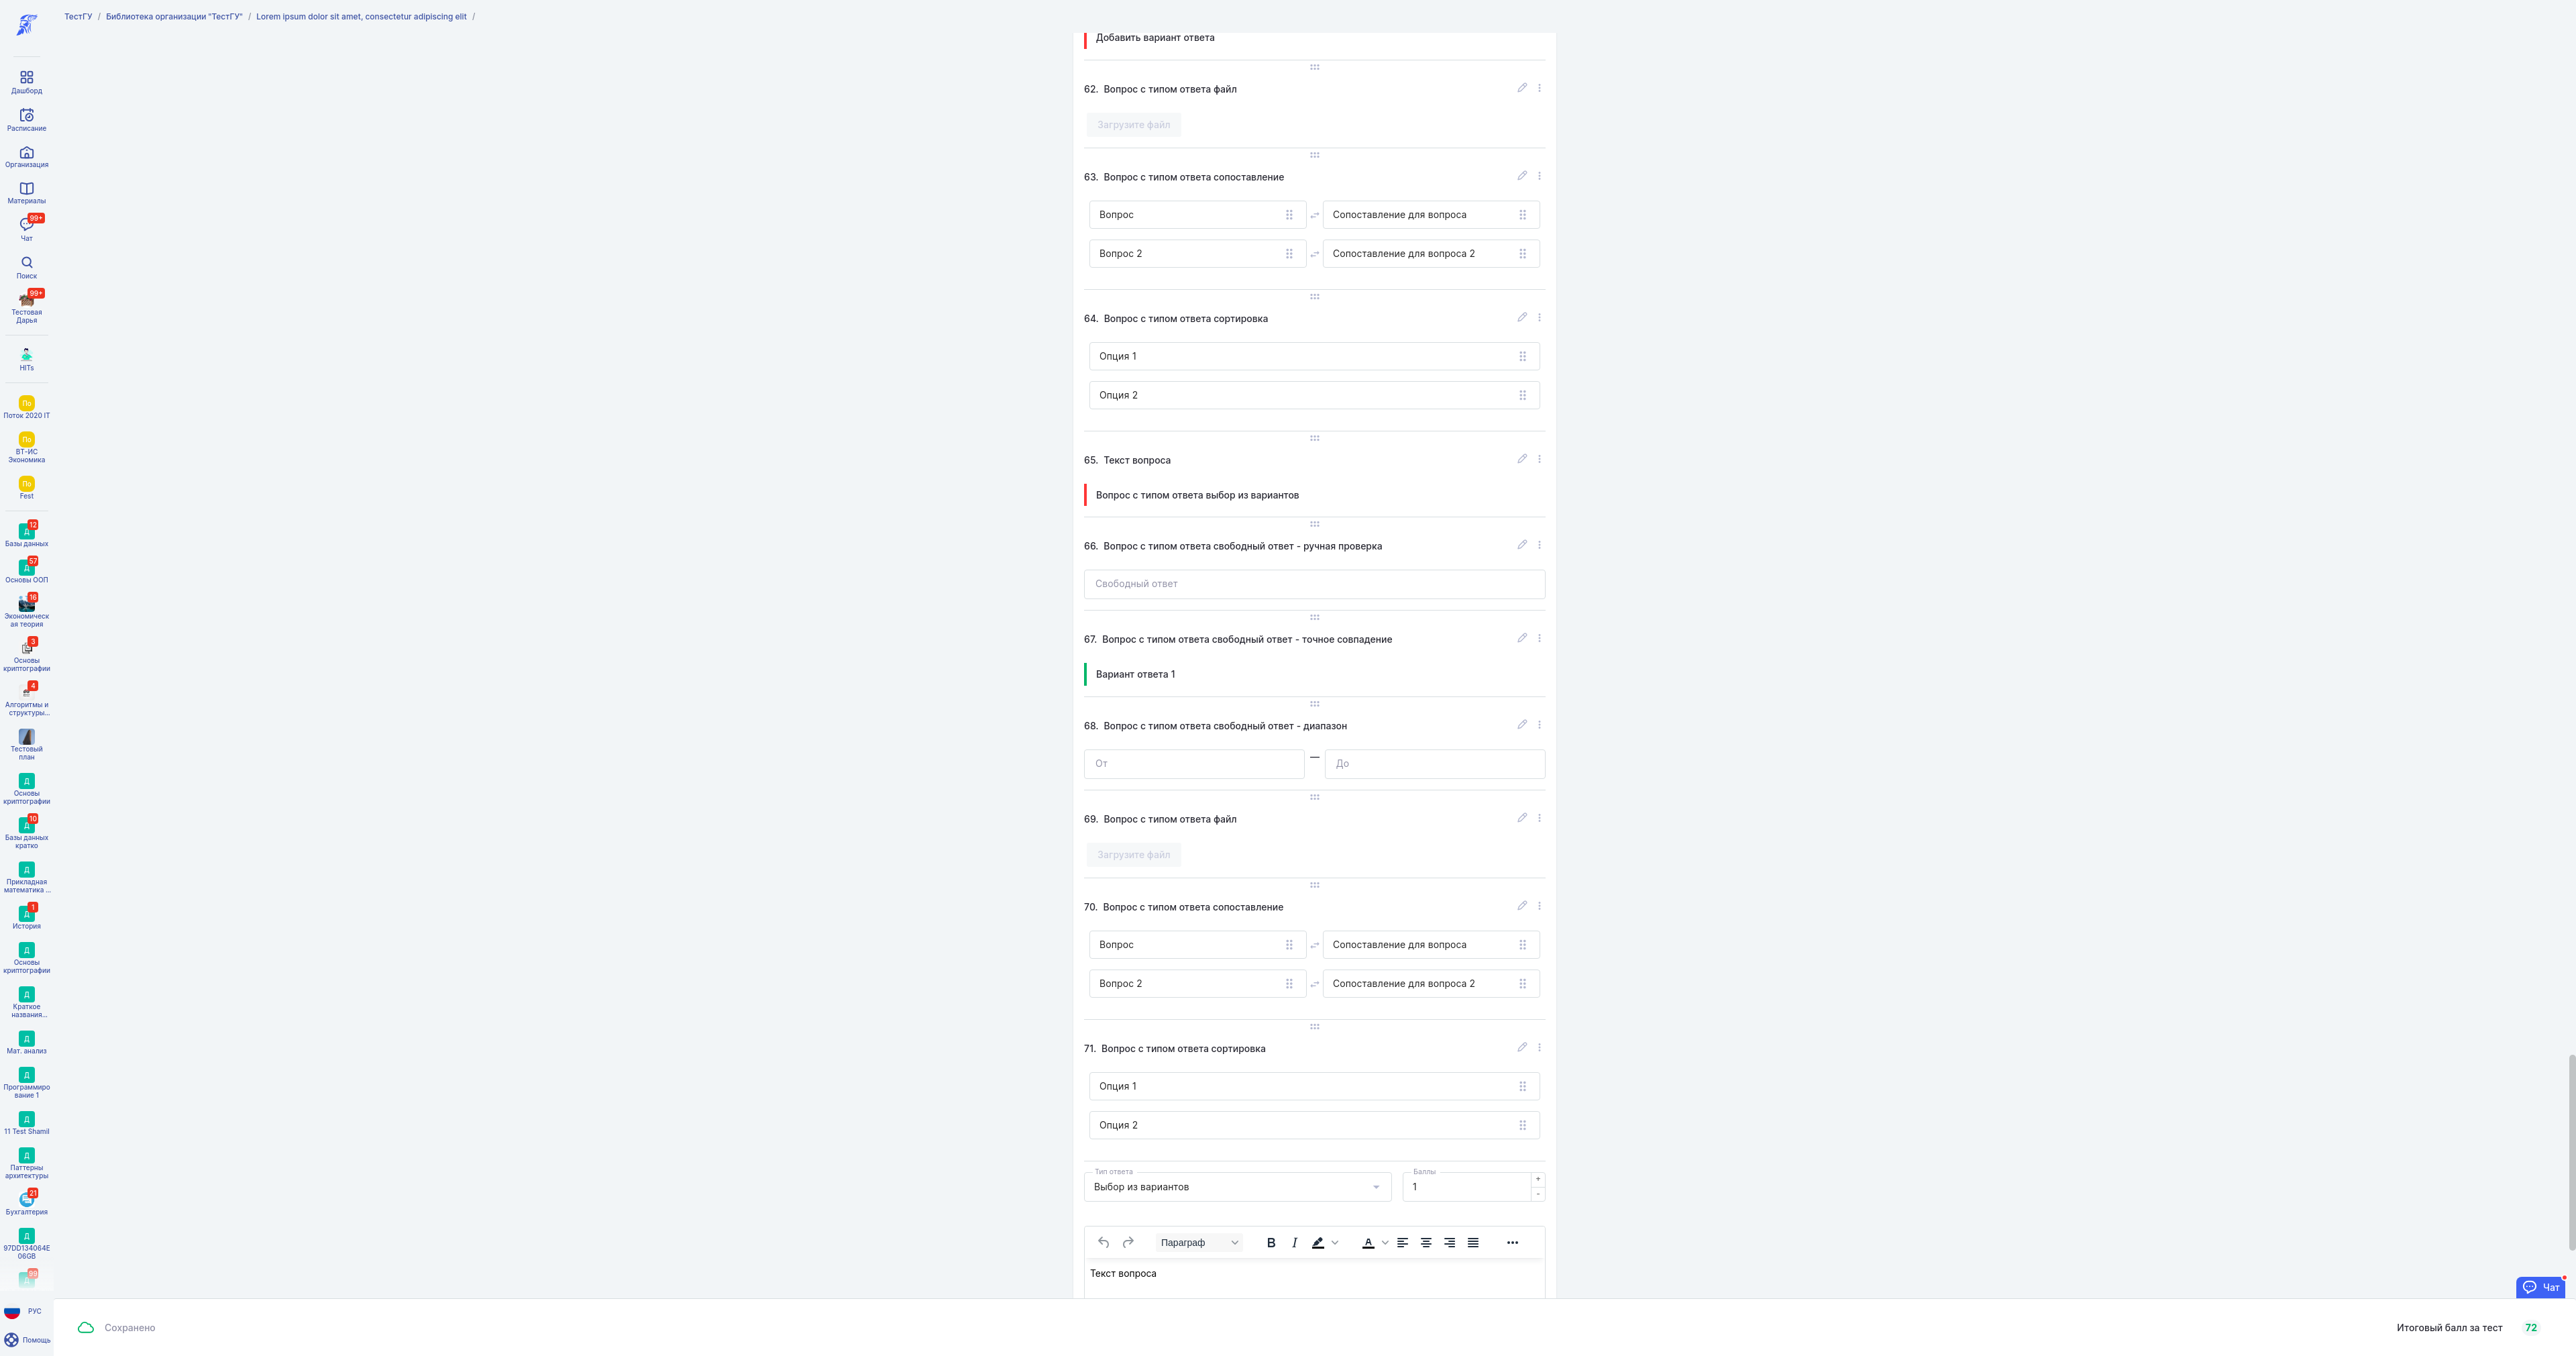 ТестГУ / Библиотека организации "ТестГУ" / Lorem ipsum dolor sit amet, consectetur adipiscing elit /
Дашборд
Расписание
Организация
Материалы
99+
Чат
Поиск
99+
Тестовая
Дарья
HITs
По
Поток 2020 IT
По
ВТ-ИС
Экономика
По
Fest
12
Д
Базы данных
57
Д
Основы ООП
16
Экономическ
ая теория
3
Основы
криптографии
4
Алгоритмы и
структуры...
Тестовый
план
Д
Основы
криптографии
10
Д
Базы данных
кратко
Д
Прикладная
математика ...
1
Д
История
Д
Основы
криптографии
Д
Краткое
названия...
Д
Мат. анализ
Д
Программиро
вание 1
Д
11 Test Shamil
Д
Паттерны
архитектуры
21
Бухгалтерия
Д
97DD134064E
06GB
99
Д
РУС
Помощь
Добавить вариант ответа
62. Вопрос с типом ответа файл
Загрузите файл
63. Вопрос с типом ответа сопоставление
Вопрос Сопоставление для вопроса
Вопрос 2 Сопоставление для вопроса 2
64. Вопрос с типом ответа сортировка
Опция 1
Опция 2
65. Текст вопроса
Вопрос с типом ответа выбор из вариантов
66. Вопрос с типом ответа свободный ответ - ручная проверка
Свободный ответ
67. Вопрос с типом ответа свободный ответ - точное совпадение
Вариант ответа 1
68. Вопрос с типом ответа свободный ответ - диапазон
От — До
69. Вопрос с типом ответа файл
Загрузите файл
70. Вопрос с типом ответа сопоставление
Вопрос Сопоставление для вопроса
Вопрос 2 Сопоставление для вопроса 2
71. Вопрос с типом ответа сортировка
Опция 1
Опция 2
Тип ответа Баллы
Выбор из вариантов 1 + -
Параграф B I A ...
Текст вопроса
Чат
Сохранено
Итоговый балл за тест 72